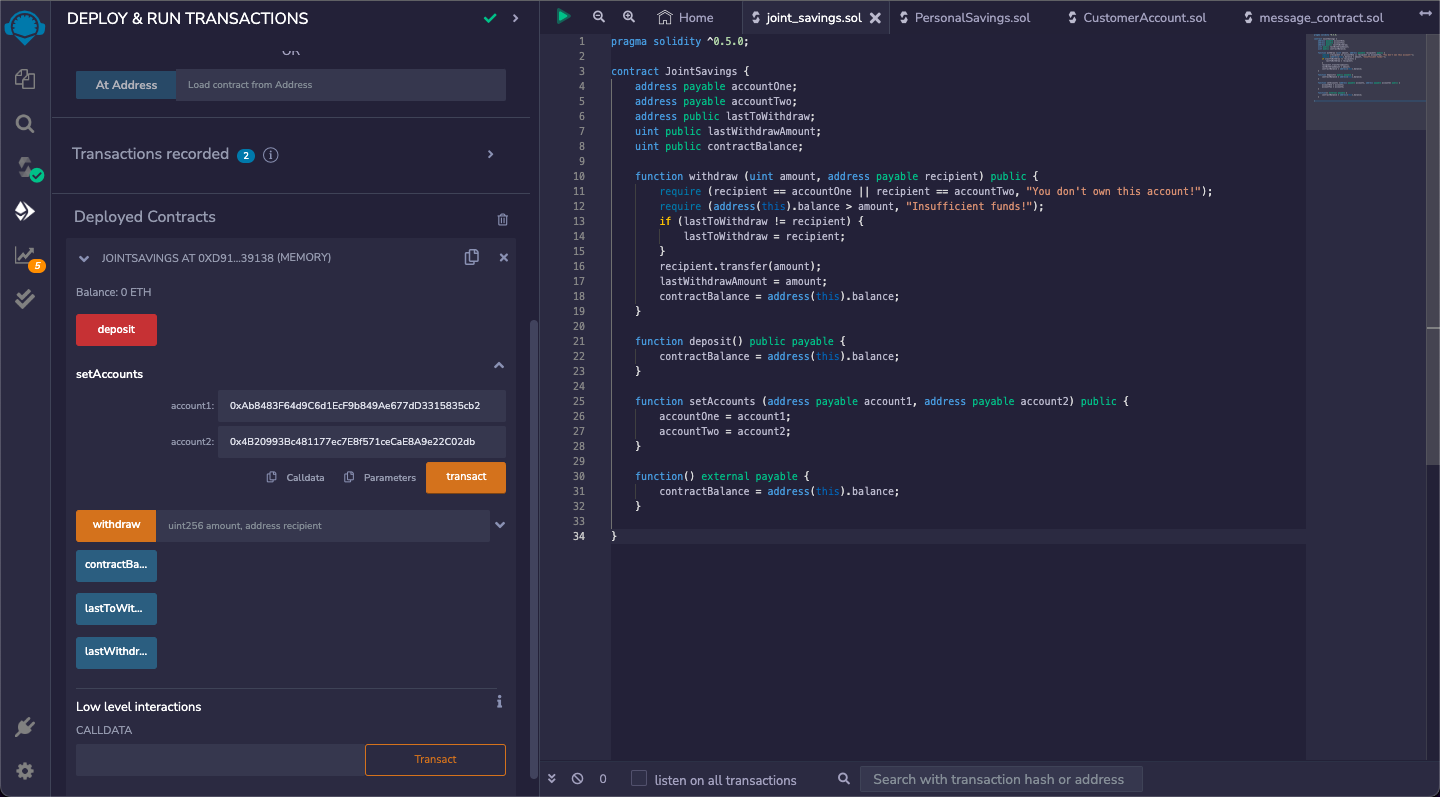 DEPLOY & RUN TRANSACTIONS
OR
At Address
Load contract from Address
Transactions recorded 2 i
Deployed Contracts
JOINTSAVINGS AT 0XD91...39138 (MEMORY)
Balance: 0 ETH
deposit
setAccounts
account1: 0xAb8483F64d9C6d1EcF9b849Ae677dD3315835cb2
account2: 0x4B20993Bc481177ec7E8f571ceCaE8A9e22C02db
Calldata
Parameters
transact
withdraw
uint256 amount, address recipient
contractBa...
lastToWit...
lastWithdr...
Low level interactions
i
CALLDATA
Transact
5
Home
joint_savings.sol
PersonalSavings.sol
CustomerAccount.sol
message_contract.sol
1 pragma solidity ^0.5.0;
2
3 contract JointSavings {
4 address payable accountOne;
5 address payable accountTwo;
6 address public lastToWithdraw;
7 uint public lastWithdrawAmount;
8 uint public contractBalance;
9
10 function withdraw (uint amount, address payable recipient) public {
11 require (recipient == accountOne || recipient == accountTwo, "You don't own this account!");
12 require (address(this).balance > amount, "Insufficient funds!");
13 if (lastToWithdraw != recipient) {
14 lastToWithdraw = recipient;
15 }
16 recipient.transfer(amount);
17 lastWithdrawAmount = amount;
18 contractBalance = address(this).balance;
19 }
20
21 function deposit() public payable {
22 contractBalance = address(this).balance;
23 }
24
25 function setAccounts (address payable account1, address payable account2) public {
26 accountOne = account1;
27 accountTwo = account2;
28 }
29
30 function() external payable {
31 contractBalance = address(this).balance;
32 }
33
34 }
0
listen on all transactions
Search with transaction hash or address